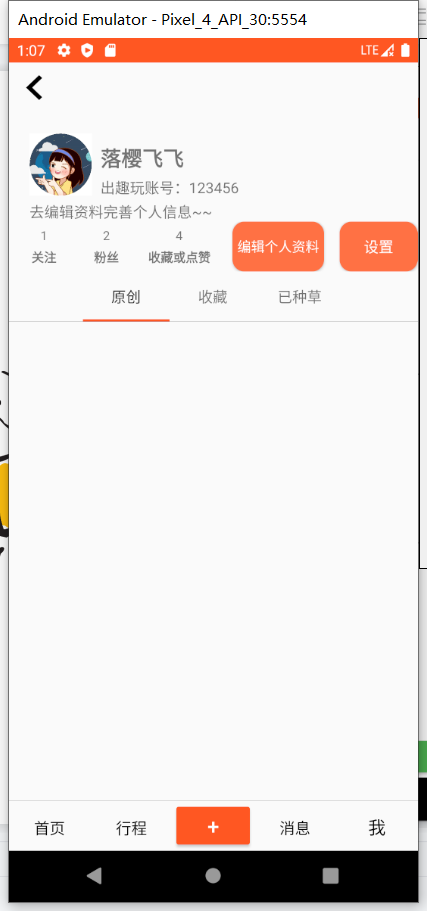 Android Emulator - Pixel_4_API_30:5554
1:07 LTE
落樱飞飞
出趣玩账号：123456
去编辑资料完善个人信息~~
1 2 4
关注 粉丝 收藏或点赞 编辑个人资料 设置
原创 收藏 已种草
首页 行程 + 消息 我